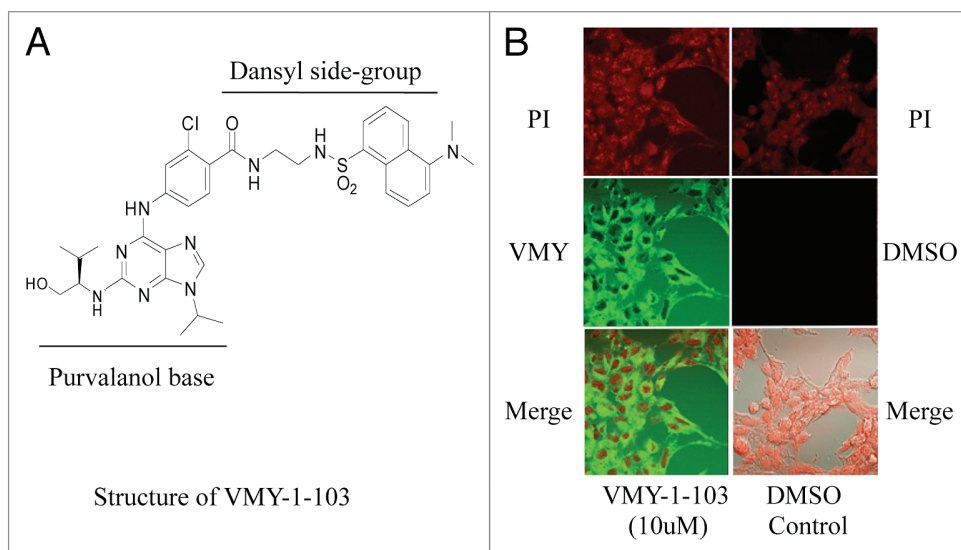 A
Dansyl side-group
Cl
O
N
H
H
N
S
O2
N
HN
N
N
N
N
HO
N
H
Purvalanol base
Structure of VMY-1-103
B
PI
PI
VMY
DMSO
Merge
Merge
VMY-1-103
(10uM)
DMSO
Control